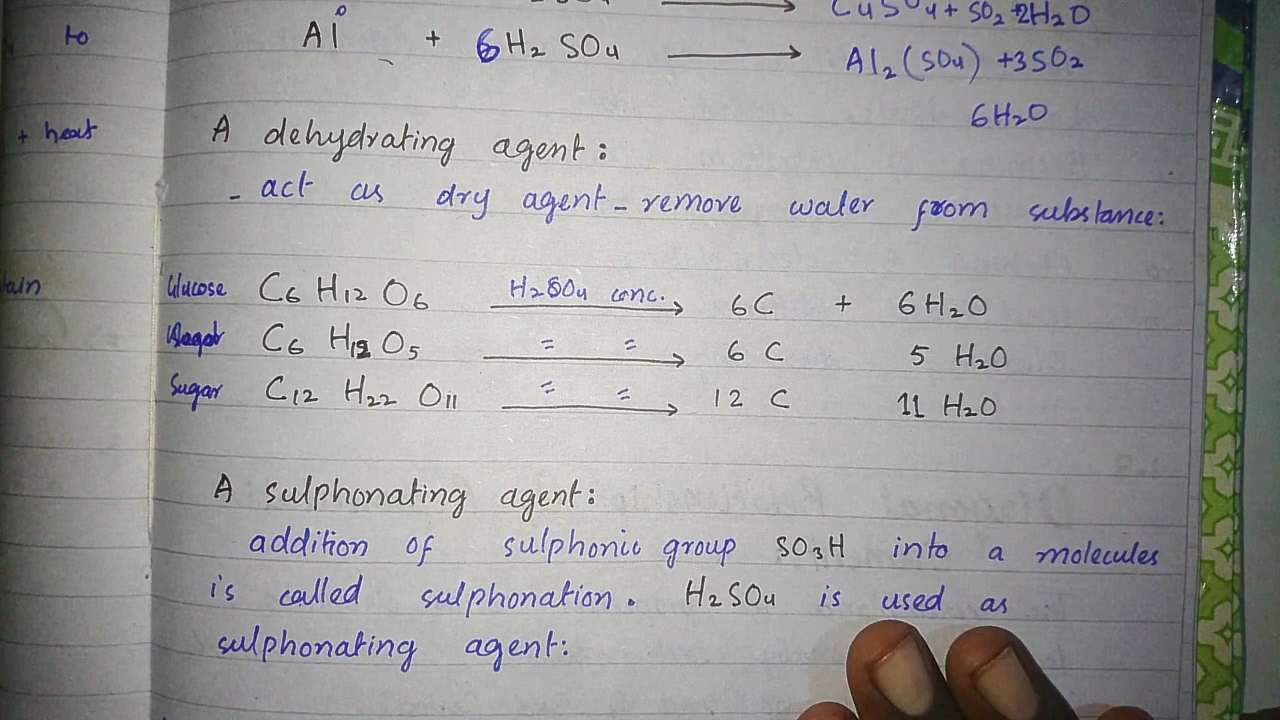 CuSO4 + SO2 + 2H2O
to
Al° + 6H2SO4 ⟶ Al2(SO4) + 3SO2
6H2O
+ heat
A dehydrating agent:
- act as dry agent - remove water from substance:
tain
Glucose C6 H12 O6 H2SO4 conc. ⟶ 6C + 6H2O
C6 H12 O5 = = ⟶ 6 C 5 H2O
Sugar C12 H22 O11 = = ⟶ 12 C 11 H2O
A sulphonating agent:
addition of sulphonic group SO3H into a molecules
is called sulphonation. H2SO4 is used as
sulphonating agent: